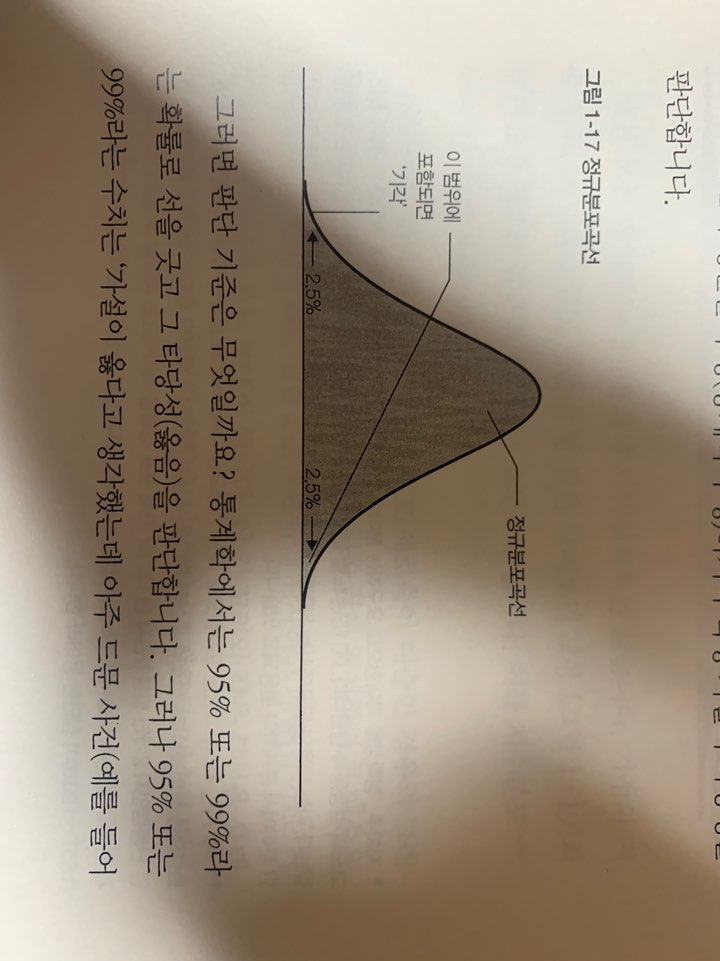 판단합니다.
그림 1-17 정규분포곡선
이 범위에
포함되면
'기각'
정규분포곡선
2.5%
2.5%
그러면 판단 기준은 무엇일까요? 통계학에서는 95% 또는 99%라
는 확률로 선을 긋고 그 타당성(옳음)을 판단합니다. 그러나 95% 또는
99%라는 수치는 '가설이 옳다고 생각했는데 아주 드문 사건(예를 들어